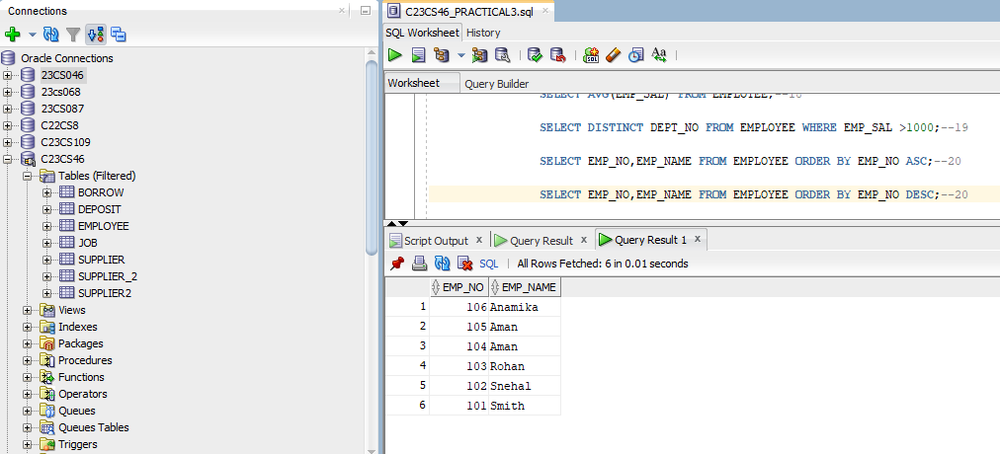 Connections
Oracle Connections
23CS046
23cs068
23CS087
C22CS8
C23CS109
C23CS46
Tables (Filtered)
BORROW
DEPOSIT
EMPLOYEE
JOB
SUPPLIER
SUPPLIER_2
SUPPLIER2
Views
Indexes
Packages
Procedures
Functions
Operators
Queues
Queues Tables
Triggers
C23CS46_PRACTICAL3.sql
SQL Worksheet History
Aa
Worksheet Query Builder
SELECT AVG(EMP_SAL) FROM EMPLOYEE;--18
SELECT DISTINCT DEPT_NO FROM EMPLOYEE WHERE EMP_SAL >1000;--19
SELECT EMP_NO,EMP_NAME FROM EMPLOYEE ORDER BY EMP_NO ASC;--20
SELECT EMP_NO,EMP_NAME FROM EMPLOYEE ORDER BY EMP_NO DESC;--20
Script Output x Query Result x Query Result 1 x
SQL | All Rows Fetched: 6 in 0.01 seconds
EMP_NO EMP_NAME
1 106 Anamika
2 105 Aman
3 104 Aman
4 103 Rohan
5 102 Snehal
6 101 Smith